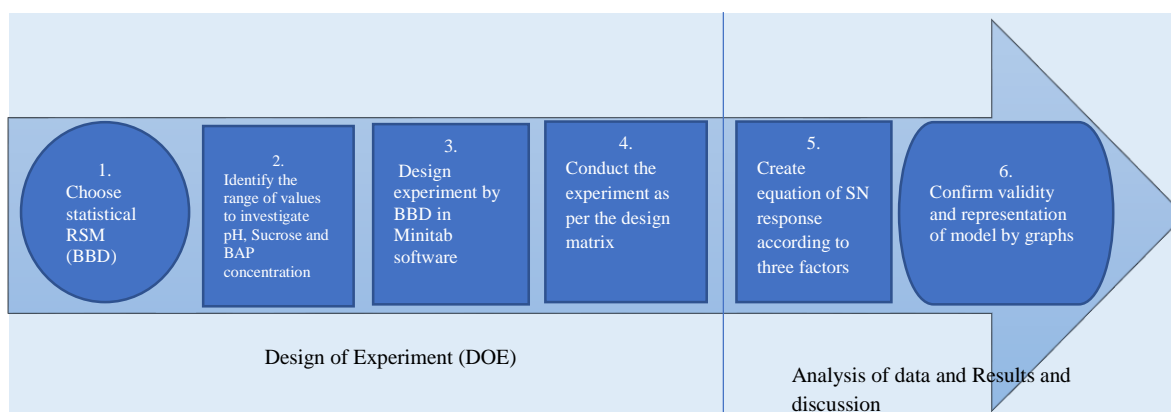 1.
Choose
statistical
RSM
(BBD)
2.
Identify the
range of values
to investigate
pH, Sucrose and
BAP
concentration
3.
Design
experiment by
BBD in
Minitab
software
4.
Conduct the
experiment as
per the design
matrix
5.
Create
equation of SN
response
according to
three factors
6.
Confirm validity
and representation
of model by graphs
Design of Experiment (DOE)
Analysis of data and Results and
discussion